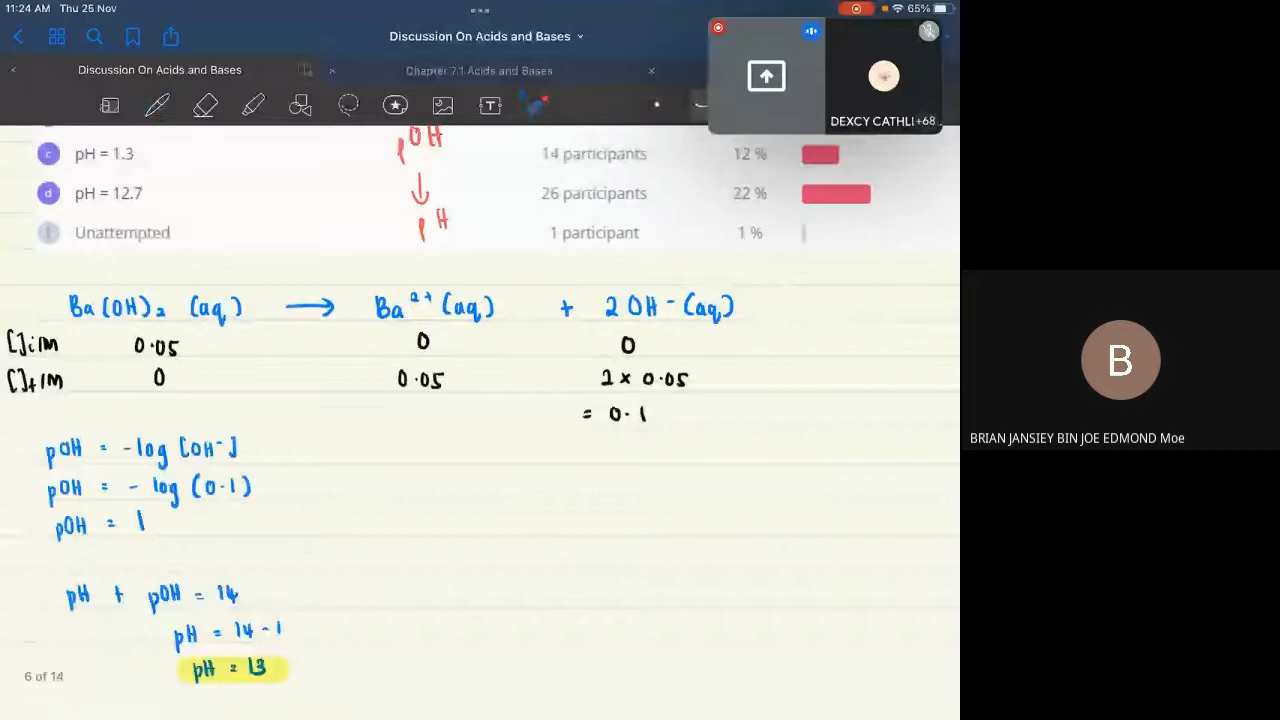 11:24 AM Thu 25 Nov
65%
Discussion On Acids and Bases
Discussion On Acids and Bases
Chapter 7.1 Acids and Bases
T
DEXCY CATHLI +68
pOH
c pH = 1.3 14 participants 12 %
d pH = 12.7 26 participants 22 %
↓
pH
Unattempted 1 participant 1 %
Ba(OH)₂ (aq) → Ba²⁺ (aq) + 2OH⁻ (aq)
[]i/M 0.05 0 0
[]f/M 0 0.05 2 × 0.05
= 0.1
pOH = -log [OH⁻]
pOH = - log (0.1)
pOH = 1
pH + pOH = 14
pH = 14 - 1
pH = 13
6 of 14
B
BRIAN JANSIEY BIN JOE EDMOND Moe